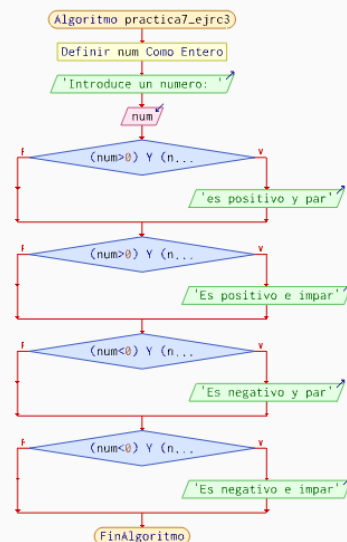 Algoritmo practica7_ejrc3
Definir num Como Entero
'Introduce un numero: '
num
F
(num>0) Y (n...
V
'es positivo y par'
F
(num>0) Y (n...
V
'Es positivo e impar'
F
(num<0) Y (n...
V
'Es negativo y par'
F
(num<0) Y (n...
V
'Es negativo e impar'
FinAlgoritmo